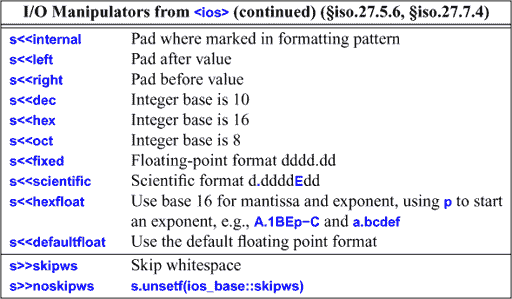 I/O Manipulators from <ios> (continued) (§iso.27.5.6, §iso.27.7.4)
s<<internal Pad where marked in formatting pattern
s<<left Pad after value
s<<right Pad before value
s<<dec Integer base is 10
s<<hex Integer base is 16
s<<oct Integer base is 8
s<<fixed Floating-point format dddd.dd
s<<scientific Scientific format d.ddddEdd
s<<hexfloat Use base 16 for mantissa and exponent, using p to start
an exponent, e.g., A.1BEp−C and a.bcdef
s<<defaultfloat Use the default floating point format
s>>skipws Skip whitespace
s>>noskipws s.unsetf(ios_base::skipws)